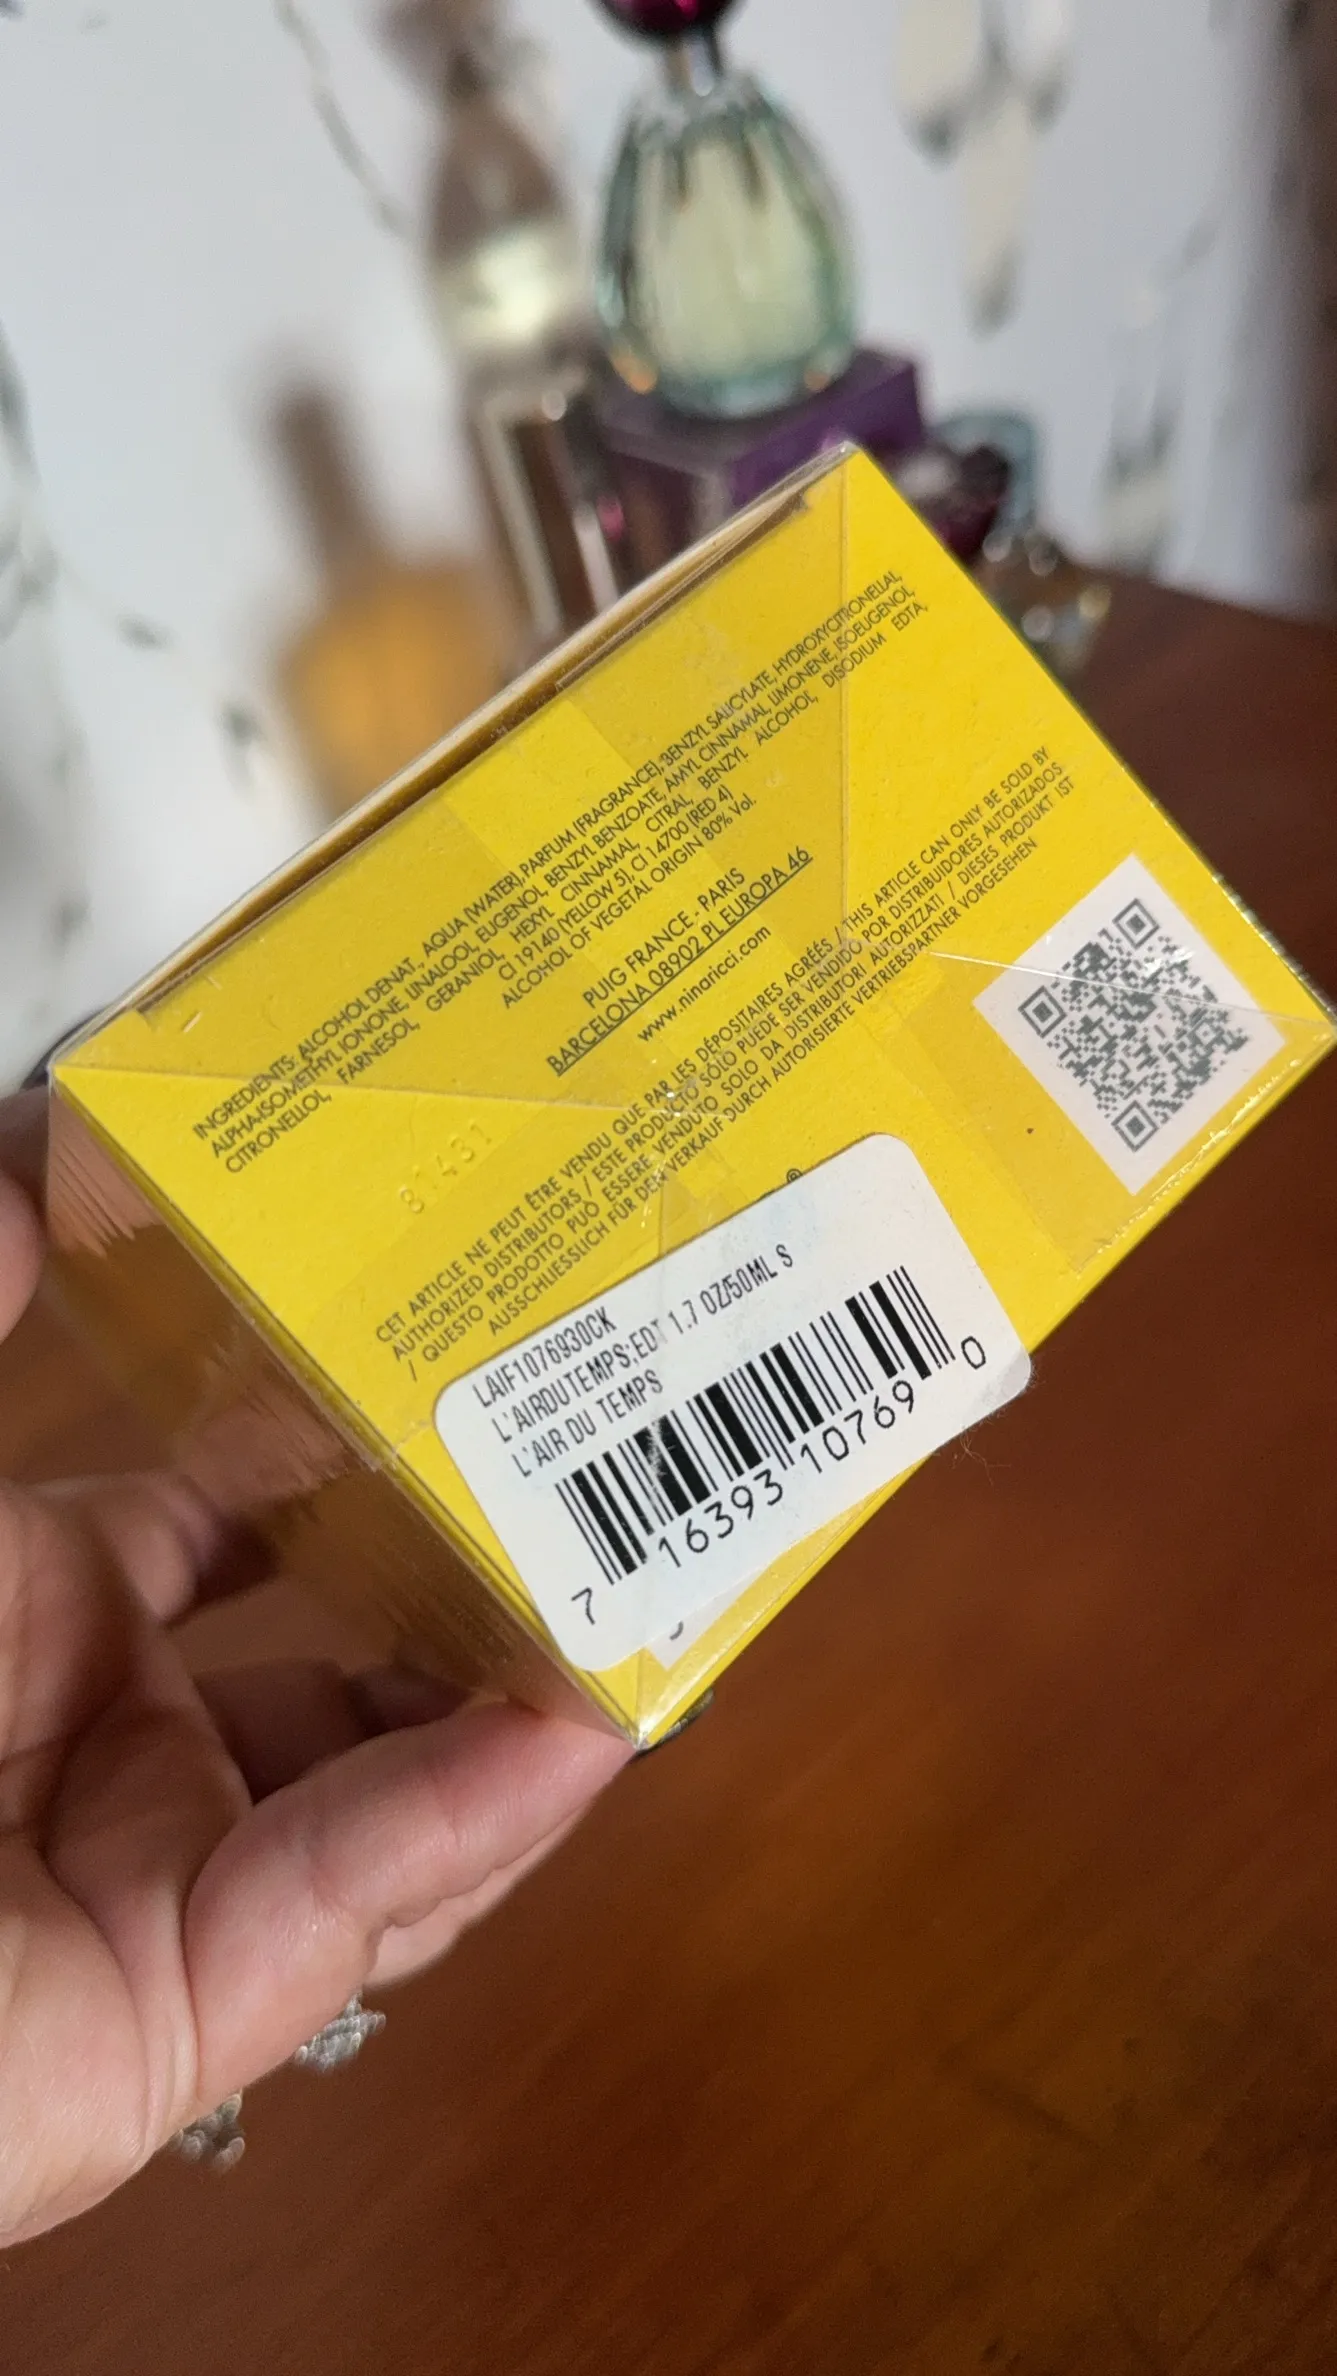 INGREDIENTS: ALCOHOL DENAT., AQUA (WATER), PARFUM (FRAGRANCE), BENZYL SALICYLATE, HYDROXYCITRONELLAL,
ALPHA-ISOMETHYL IONONE, LINALOOL, EUGENOL, BENZYL BENZOATE, AMYL CINNAMAL, LIMONENE, ISOEUGENOL,
CITRONELLOL, FARNESOL, GERANIOL, HEXYL CINNAMAL, CITRAL, BENZYL ALCOHOL, DISODIUM EDTA,
CI 19140 (YELLOW 5), CI 14700 (RED 4)
ALCOHOL OF VEGETAL ORIGIN 80% Vol.
PUIG FRANCE - PARIS
BARCELONA 08902 PL EUROPA 46
www.ninaricci.com
81431
CET ARTICLE NE PEUT ÊTRE VENDU QUE PAR LES DÉPOSITAIRES AGRÉÉS / THIS ARTICLE CAN ONLY BE SOLD BY
AUTHORIZED DISTRIBUTORS / ESTE PRODUCTO SÓLO PUEDE SER VENDIDO POR DISTRIBUIDORES AUTORIZADOS
/ QUESTO PRODOTTO PUÒ ESSERE VENDUTO SOLO DA DISTRIBUTORI AUTORIZZATI / DIESES PRODUKT IST
AUSSCHLIESSLICH FÜR DEN VERKAUF DURCH AUTORISIERTE VERTRIEBSPARTNER VORGESEHEN
LAIF1076930CK
L'AIRDUTEMPS;EDT 1.7 OZ/50ML S
L'AIR DU TEMPS
7 16393 10769 0